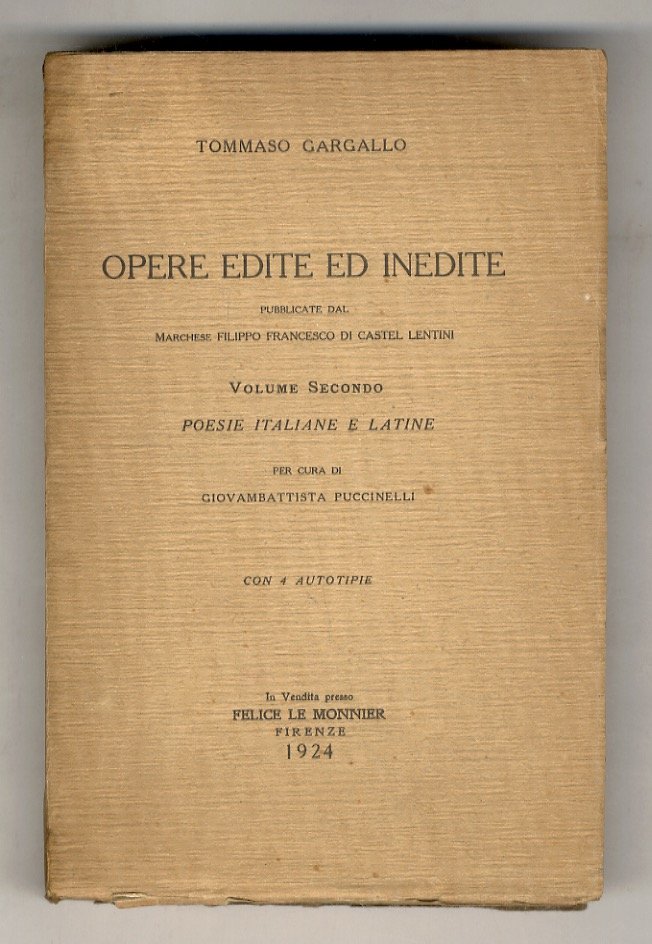 TOMMASO GARGALLO
OPERE EDITE ED INEDITE
PUBBLICATE DAL
MARCHESE FILIPPO FRANCESCO DI CASTEL LENTINI
VOLUME SECONDO
POESIE ITALIANE E LATINE
PER CURA DI
GIOVAMBATTISTA PUCCINELLI
CON 4 AUTOTIPIE
In Vendita presso
FELICE LE MONNIER
FIRENZE
1924